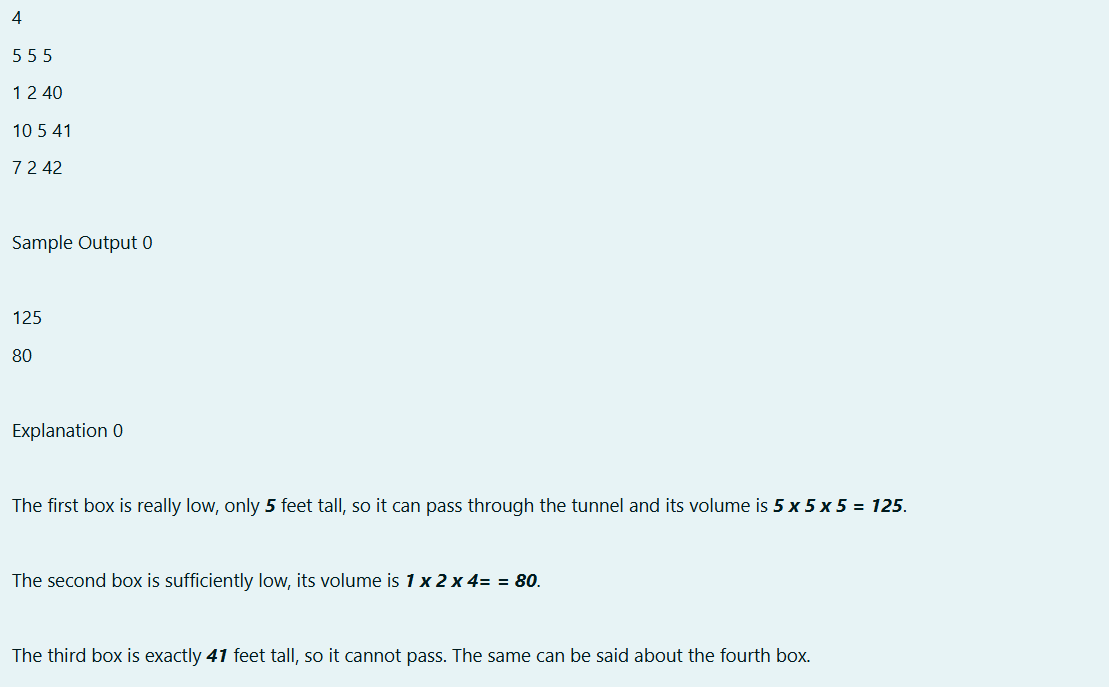 4
5 5 5
1 2 40
10 5 41
7 2 42
Sample Output 0
125
80
Explanation 0
The first box is really low, only 5 feet tall, so it can pass through the tunnel and its volume is 5 x 5 x 5 = 125.
The second box is sufficiently low, its volume is 1 x 2 x 4= = 80.
The third box is exactly 41 feet tall, so it cannot pass. The same can be said about the fourth box.